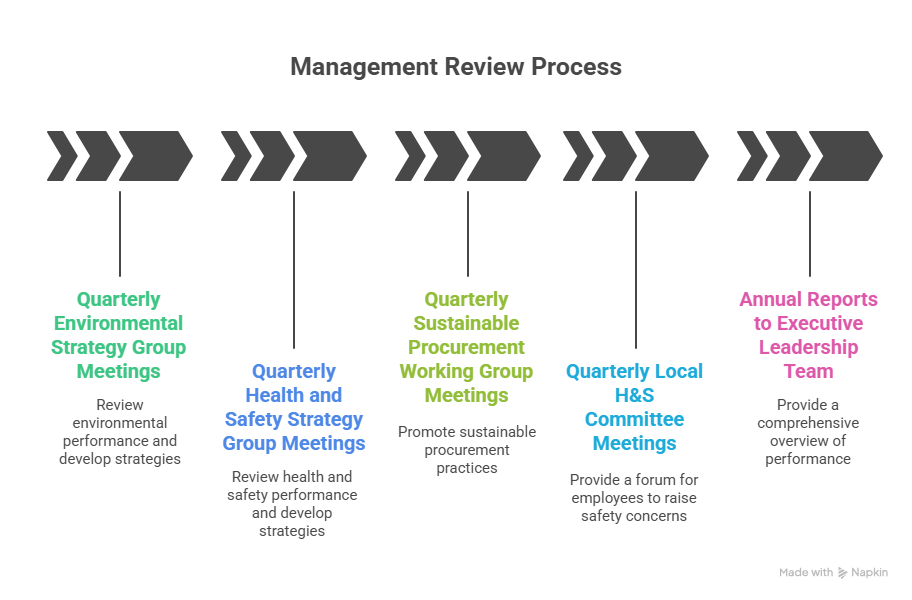 Management Review Process
Quarterly
Environmental
Strategy Group
Meetings
Review
environmental
performance and
develop strategies
Quarterly
Health and
Safety Strategy
Group Meetings
Review health and
safety performance
and develop
strategies
Quarterly
Sustainable
Procurement
Working Group
Meetings
Promote sustainable
procurement
practices
Quarterly Local
H&S
Committee
Meetings
Provide a forum for
employees to raise
safety concerns
Annual Reports
to Executive
Leadership
Team
Provide a
comprehensive
overview of
performance
Made with Napkin